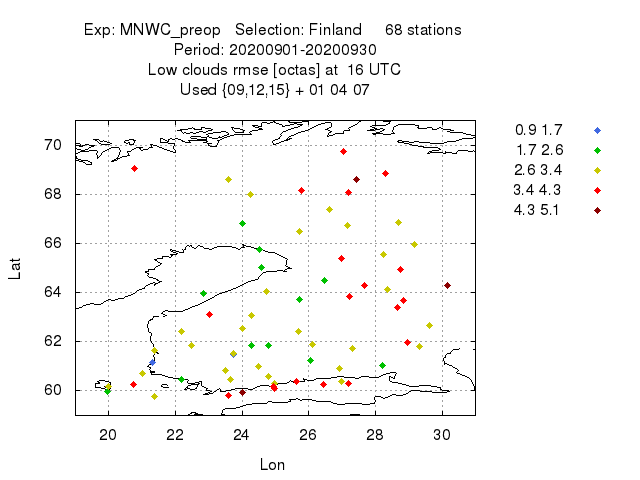 Exp: MNWC_preop   Selection: Finland      68 stations
Period: 20200901-20200930
Low clouds rmse [octas] at  16 UTC
Used {09,12,15} + 01 04 07
0.9 1.7
1.7 2.6
2.6 3.4
3.4 4.3
4.3 5.1
70
68
66
64
62
60
Lat
20 22 24 26 28 30
Lon